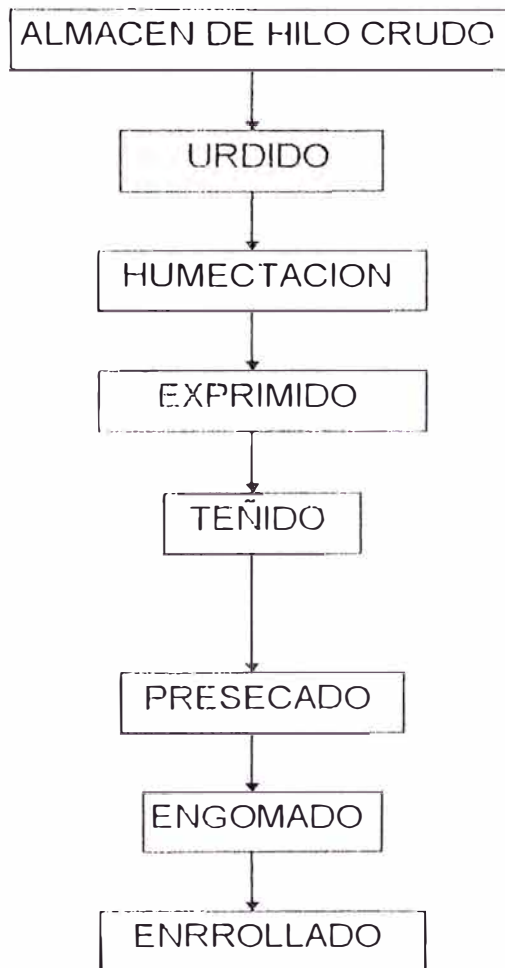 ALMACEN DE HILO CRUDO
URDIDO
HUMECTACION
EXPRIMIDO
TEÑIDO
PRESECADO
ENGOMADO
ENRROLLADO